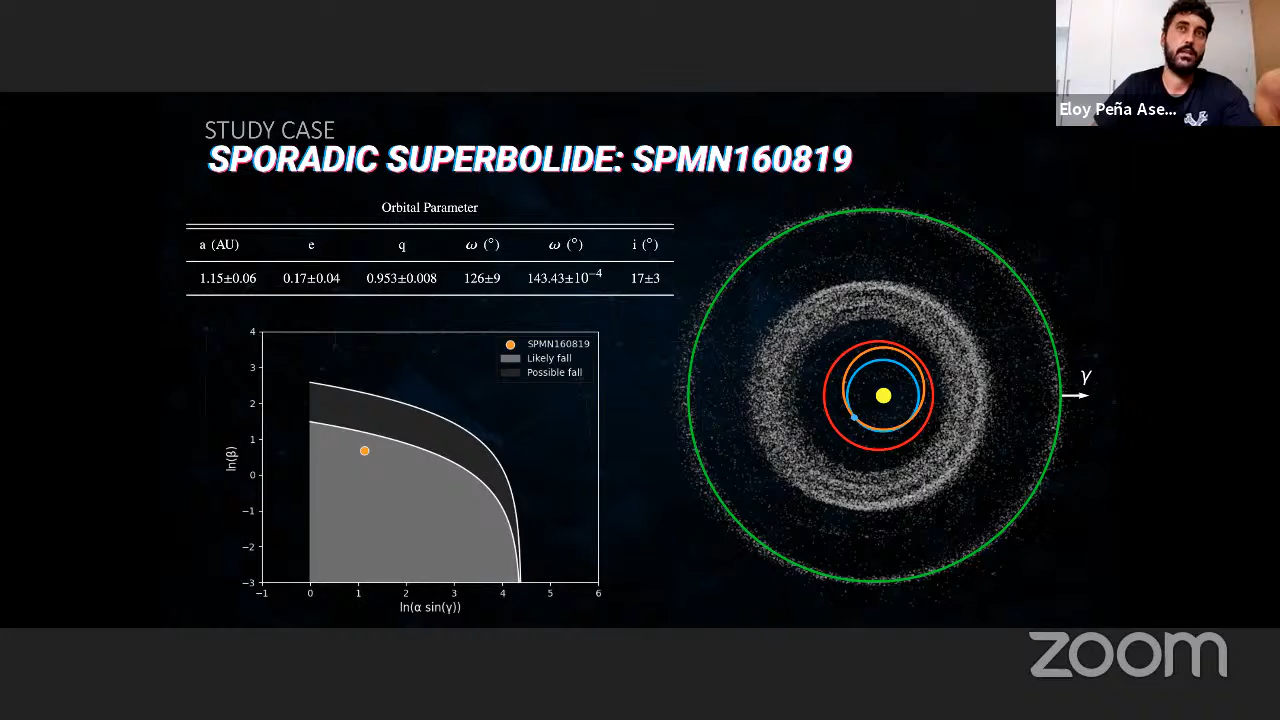 Eloy Peña Ase...
STUDY CASE
SPORADIC SUPERBOLIDE: SPMN160819
Orbital Parameter
a (AU) e q ω (°) ω (°) i (°)
1.15±0.06 0.17±0.04 0.953±0.008 126±9 143.43±10⁻⁴ 17±3
4
3
2
1
0
−1
−2
−3
ln(β)
SPMN160819
Likely fall
Possible fall
−1 0 1 2 3 4 5 6
ln(α sin(γ))
γ
zoom